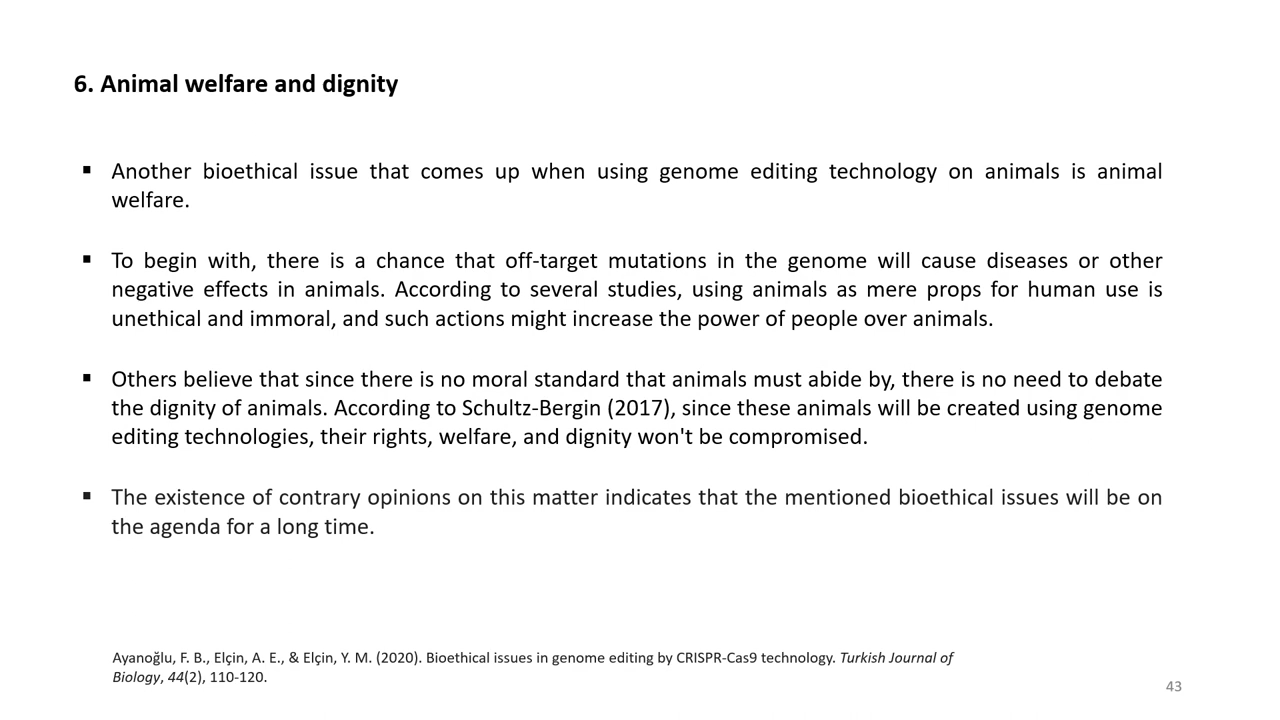 6. Animal welfare and dignity
▪ Another bioethical issue that comes up when using genome editing technology on animals is animal
welfare.
▪ To begin with, there is a chance that off-target mutations in the genome will cause diseases or other
negative effects in animals. According to several studies, using animals as mere props for human use is
unethical and immoral, and such actions might increase the power of people over animals.
▪ Others believe that since there is no moral standard that animals must abide by, there is no need to debate
the dignity of animals. According to Schultz-Bergin (2017), since these animals will be created using genome
editing technologies, their rights, welfare, and dignity won't be compromised.
▪ The existence of contrary opinions on this matter indicates that the mentioned bioethical issues will be on
the agenda for a long time.
Ayanoğlu, F. B., Elçin, A. E., & Elçin, Y. M. (2020). Bioethical issues in genome editing by CRISPR-Cas9 technology. Turkish Journal of
Biology, 44(2), 110-120.
43